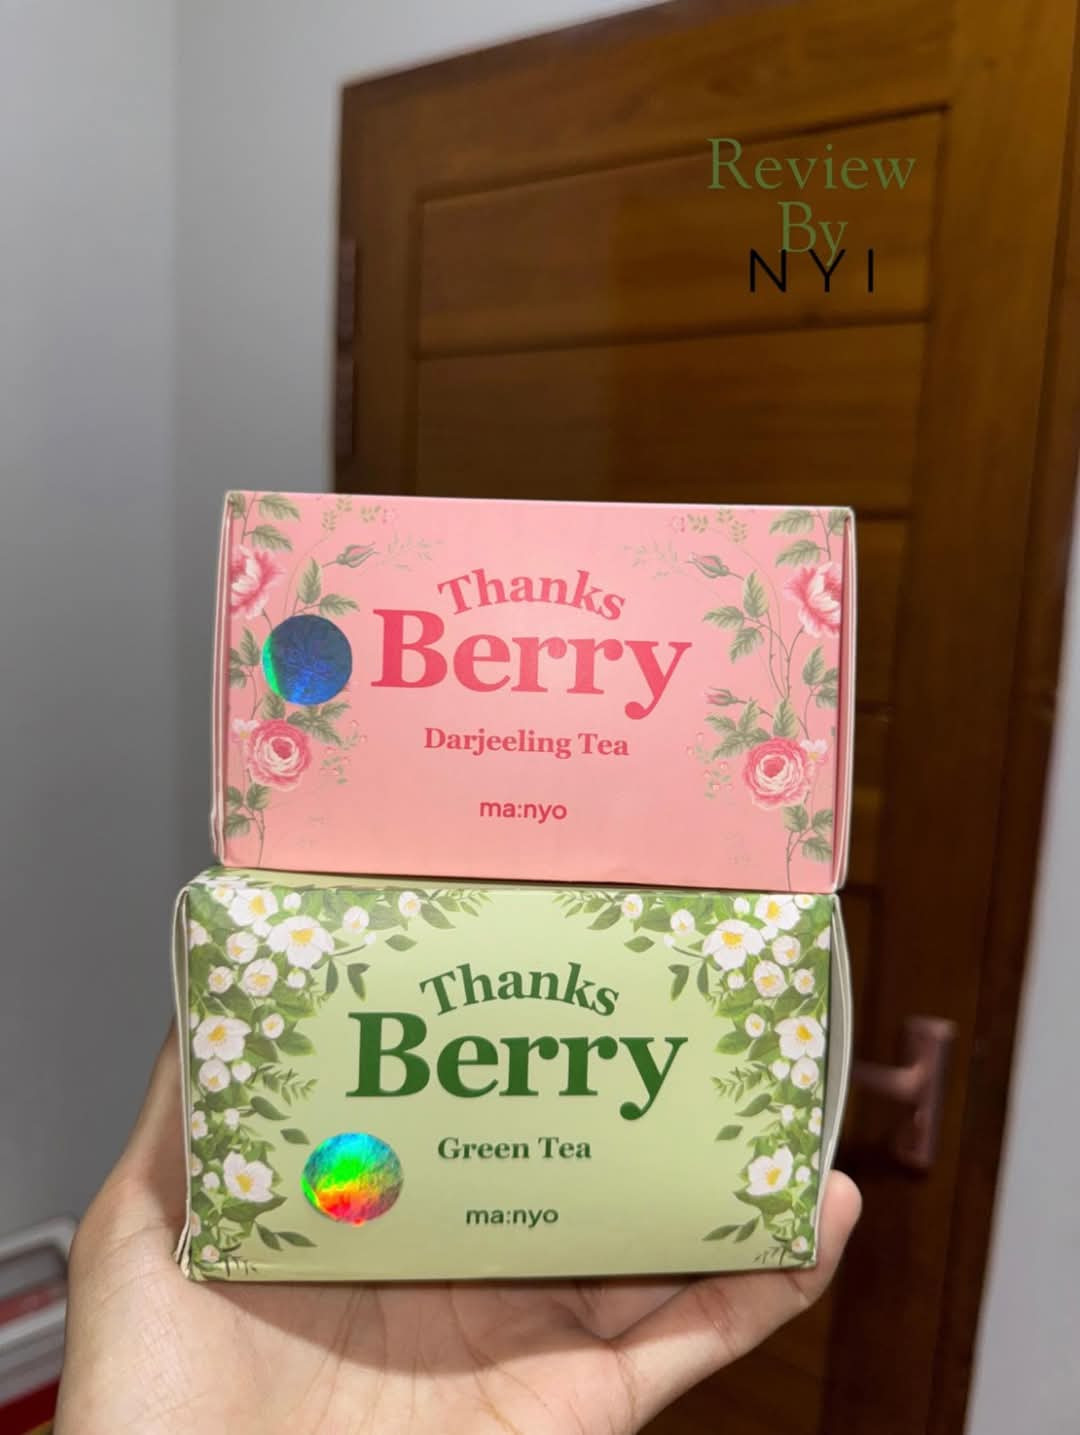 Review
By
NYI
Thanks
Berry
Darjeeling Tea
ma:nyo
Thanks
Berry
Green Tea
ma:nyo